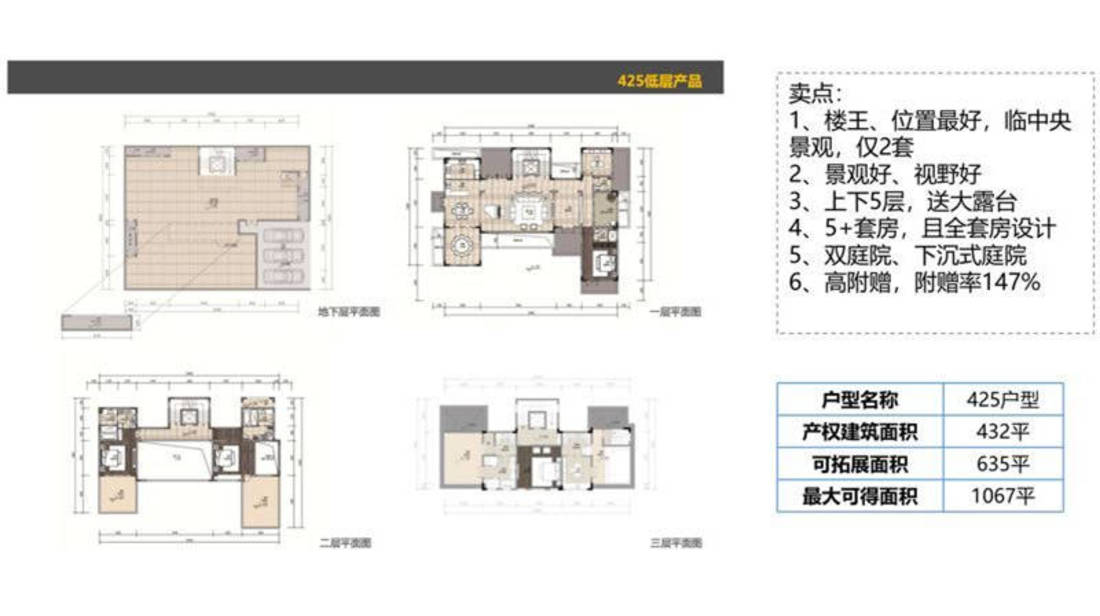 425低层产品
地下层平面图
一层平面图
二层平面图
三层平面图
卖点：
1、楼王、位置最好，临中央
景观，仅2套
2、景观好、视野好
3、上下5层，送大露台
4、5+套房，且全套房设计
5、双庭院、下沉式庭院
6、高附赠，附赠率147%
户型名称 425户型
产权建筑面积 432平
可拓展面积 635平
最大可得面积 1067平